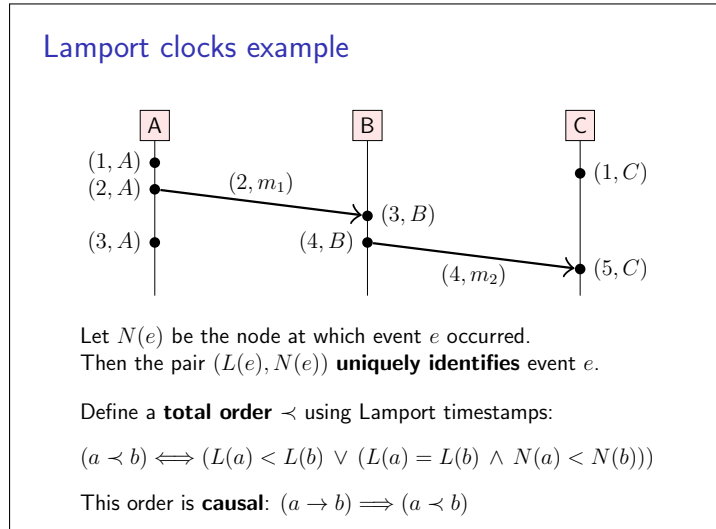 Lamport clocks example
A
B
C
(1, A)
(1, C)
(2, A)
(2, m₁)
(3, B)
(3, A)
(4, B)
(4, m₂)
(5, C)
Let N(e) be the node at which event e occurred.
Then the pair (L(e), N(e)) uniquely identifies event e.
Define a total order ≺ using Lamport timestamps:
(a ≺ b) ⟺ (L(a) < L(b) ∨ (L(a) = L(b) ∧ N(a) < N(b)))
This order is causal: (a → b) ⟹ (a ≺ b)